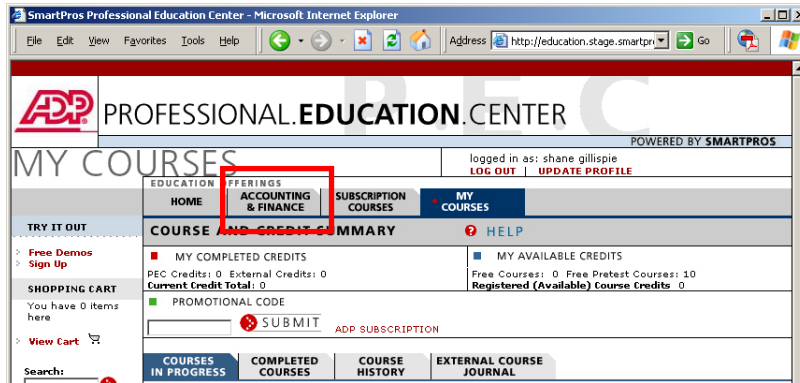 SmartPros Professional Education Center - Microsoft Internet Explorer
File Edit View Favorites Tools Help Address http://education.stage.smartpr Go
P.E.C
ADP PROFESSIONAL.EDUCATION.CENTER
POWERED BY SMARTPROS
MY COURSES
logged in as: shane gillispie
LOG OUT | UPDATE PROFILE
EDUCATION OFFERINGS
HOME
ACCOUNTING
& FINANCE
SUBSCRIPTION
COURSES
MY
COURSES
TRY IT OUT
Free Demos
Sign Up
SHOPPING CART
You have 0 items
here
View Cart
Search:
COURSE AND CREDIT SUMMARY
? HELP
MY COMPLETED CREDITS
PEC Credits: 0 External Credits: 0
Current Credit Total: 0
MY AVAILABLE CREDITS
Free Courses: 0 Free Pretest Courses: 10
Registered (Available) Course Credits 0
PROMOTIONAL CODE
SUBMIT
ADP SUBSCRIPTION
COURSES
IN PROGRESS
COMPLETED
COURSES
COURSE
HISTORY
EXTERNAL COURSE
JOURNAL